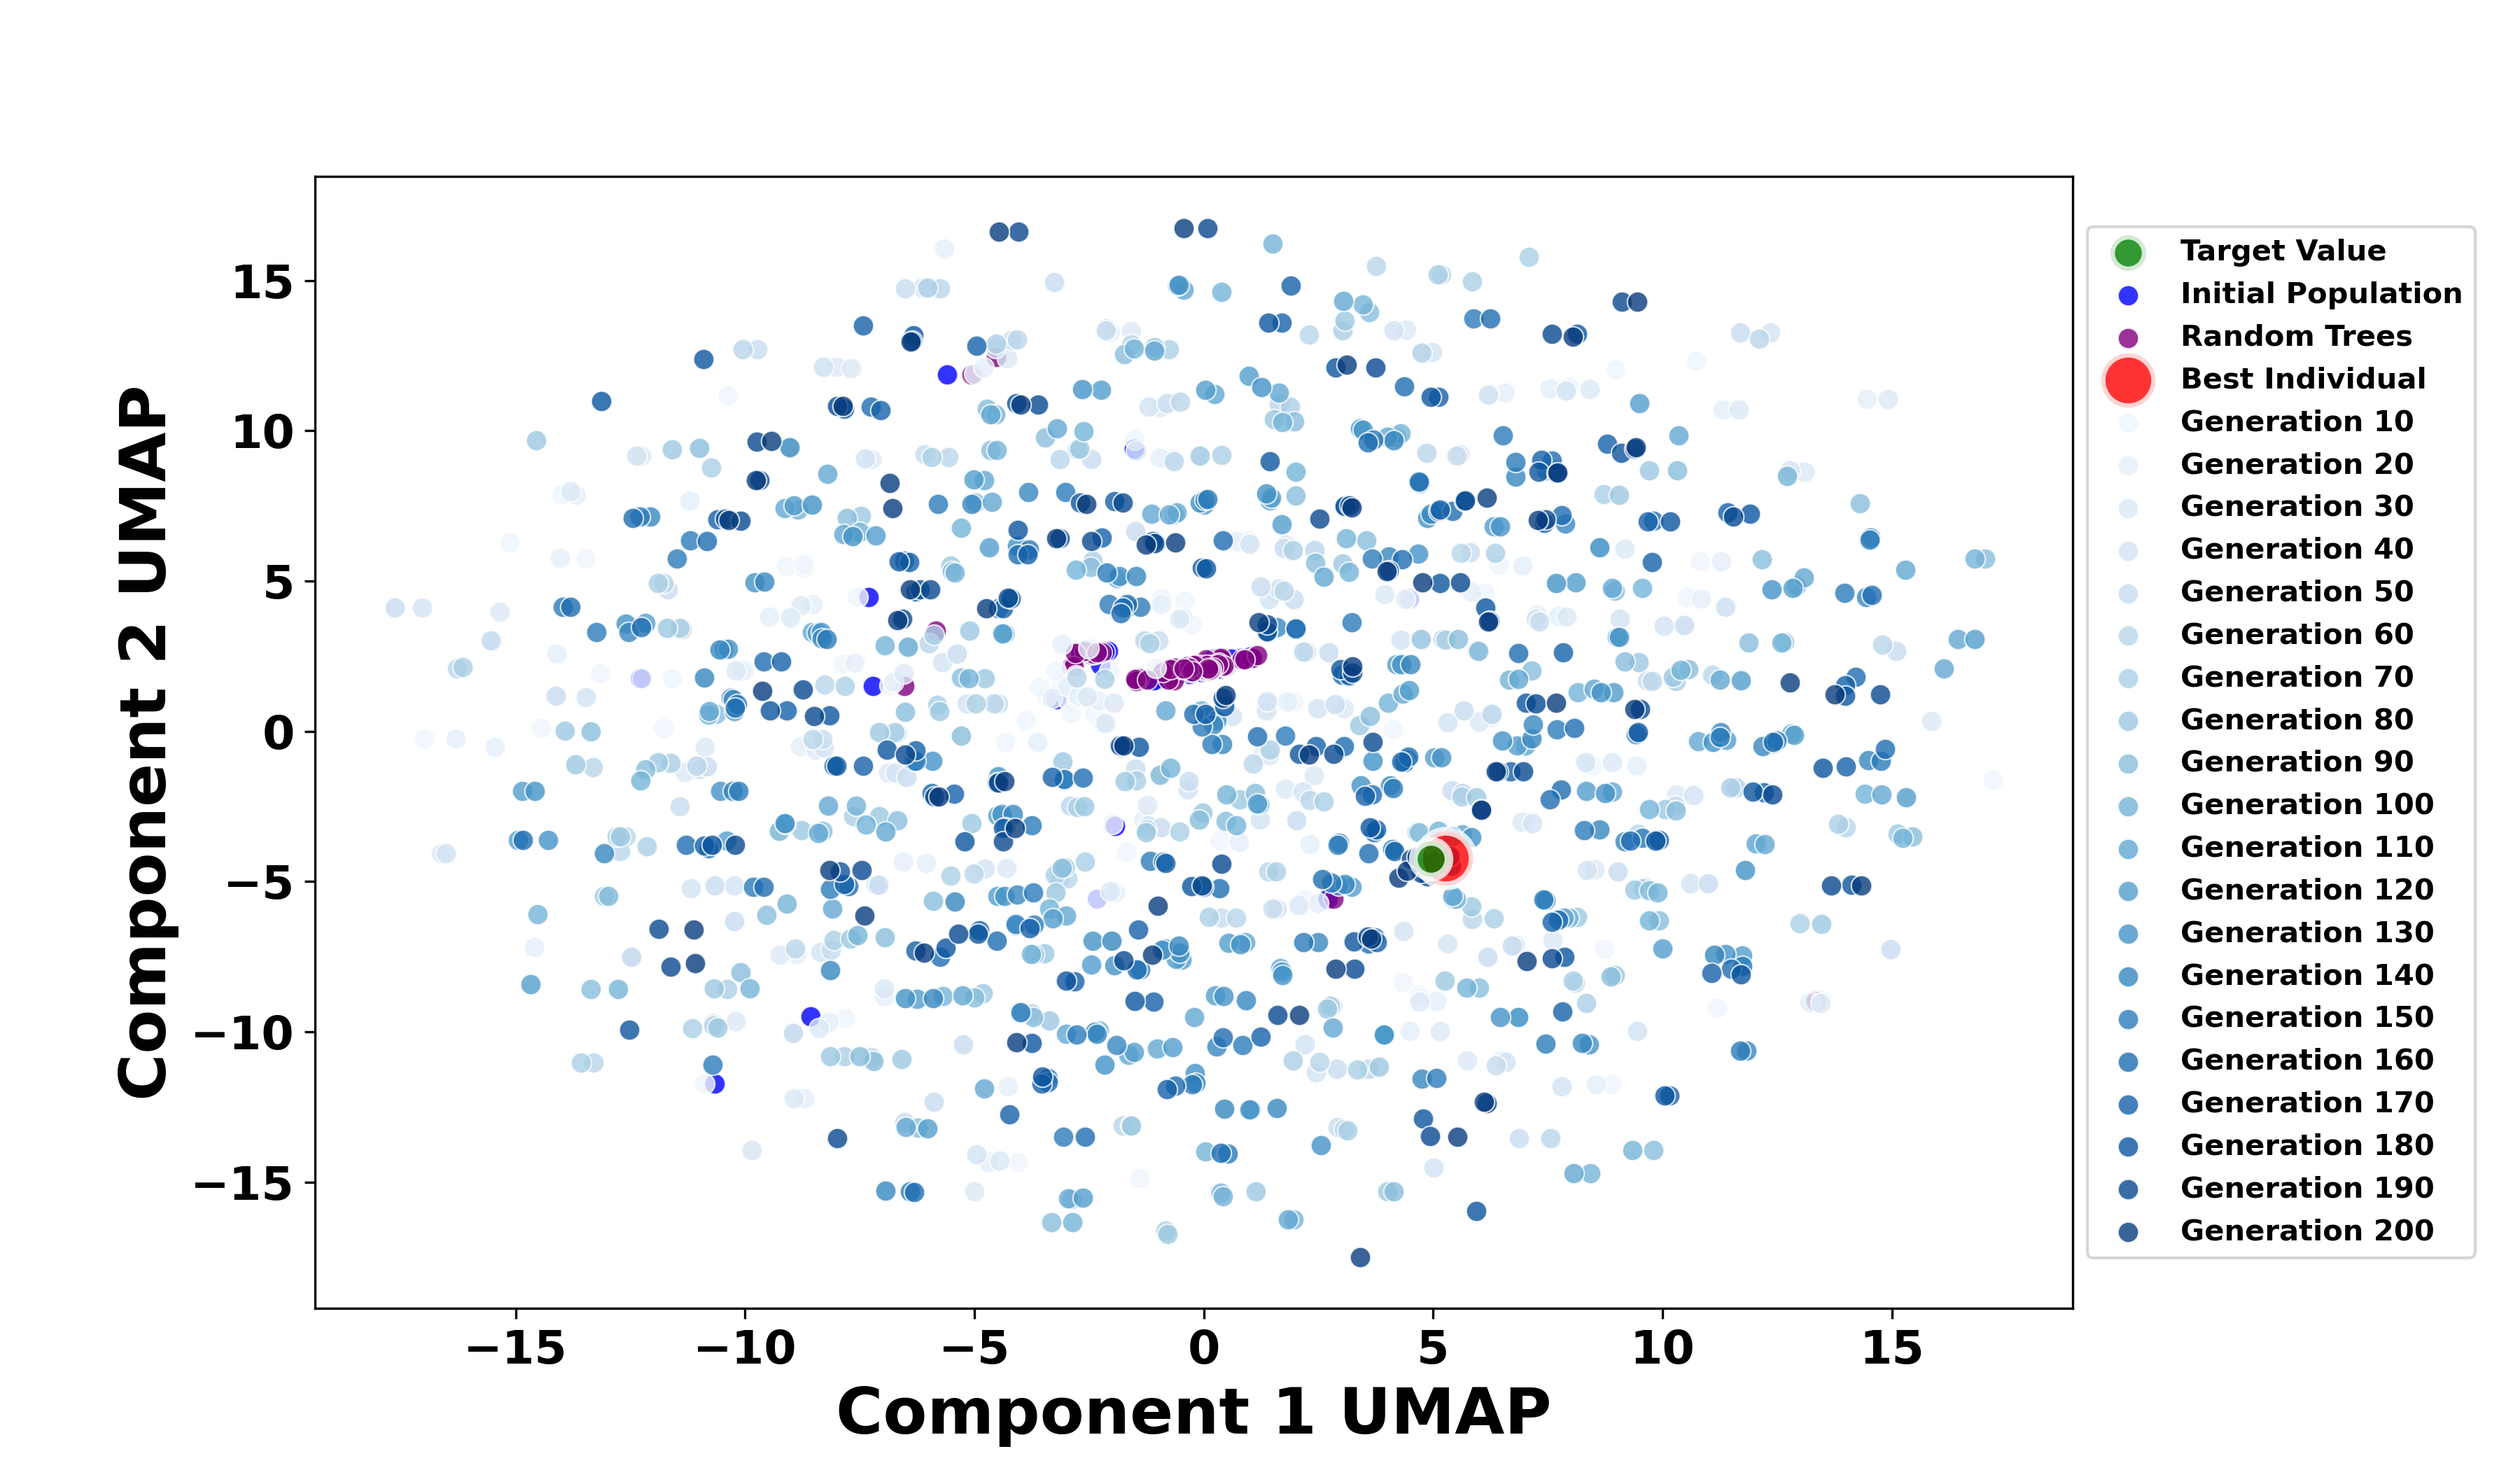 Component 2 UMAP
15
10
5
0
−5
−10
−15
−15 −10 −5 0 5 10 15
Component 1 UMAP
Target Value
Initial Population
Random Trees
Best Individual
Generation 10
Generation 20
Generation 30
Generation 40
Generation 50
Generation 60
Generation 70
Generation 80
Generation 90
Generation 100
Generation 110
Generation 120
Generation 130
Generation 140
Generation 150
Generation 160
Generation 170
Generation 180
Generation 190
Generation 200